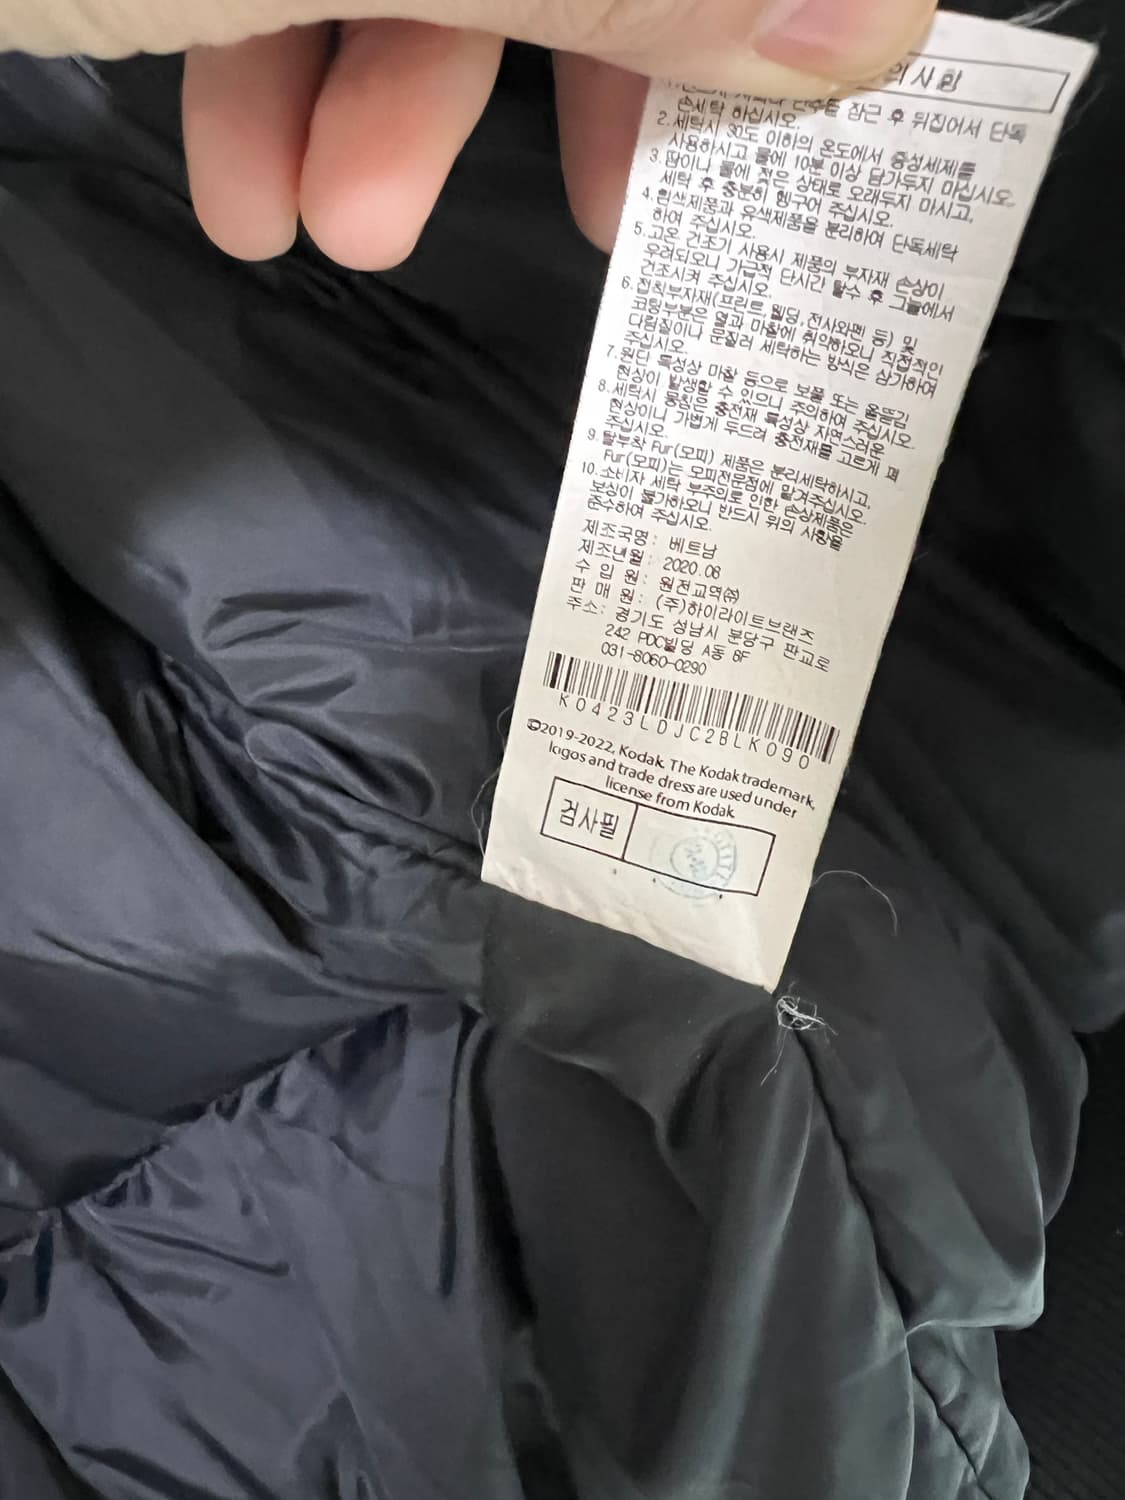 의사항
잠근 후 뒤집어서 단독
손세탁 하십시오.
2. 세탁시 30도 이하의 온도에서 중성세제를
사용하시고 물에 10분 이상 담가두지 마십시오.
3. 땀이나 물에 젖은 상태로 오래두지 마시고,
세탁 후 충분히 헹구어 주십시오.
4. 흰색제품과 유색제품을 분리하여 단독세탁
하여 주십시오.
5. 고온 건조기 사용시 제품의 부자재 손상이
우려되오니 가급적 단시간 탈수 후 그늘에서
건조시켜 주십시오.
6. 접착부자재(프린트,웰딩,전사와펜 등) 및
코팅부분은 열과 마찰에 취약하오니 직접적인
다림질이나 문질러 세탁하는 방식은 삼가하여
주십시오.
7. 원단 특성상 마찰 등으로 보풀 또는 올뜯김
현상이 발생할 수 있으니 주의하여 주십시오.
8. 세탁시 뭉침은 충전재 특성상 자연스러운
현상이니 가볍게 두드려 충전재를 고르게 펴
주십시오.
9. 탈부착 Fur(모피) 제품은 분리세탁하시고,
Fur(모피)는 모피전문점에 맡겨주십시오.
10. 소비자 세탁 부주의로 인한 손상제품은
보상이 불가하오니 반드시 위의 사항을
준수하여 주십시오.
제조국명: 베트남
제조년월: 2020.08
수 입 원: 원전교역㈜
판 매 원: (주)하이라이트브랜즈
주소: 경기도 성남시 분당구 판교로
242 PDC빌딩 A동 6F
031-8060-0290
K0423LDJC2BLK090
©2019-2022, Kodak. The Kodak trademark,
logos and trade dress are used under
license from Kodak
검사필